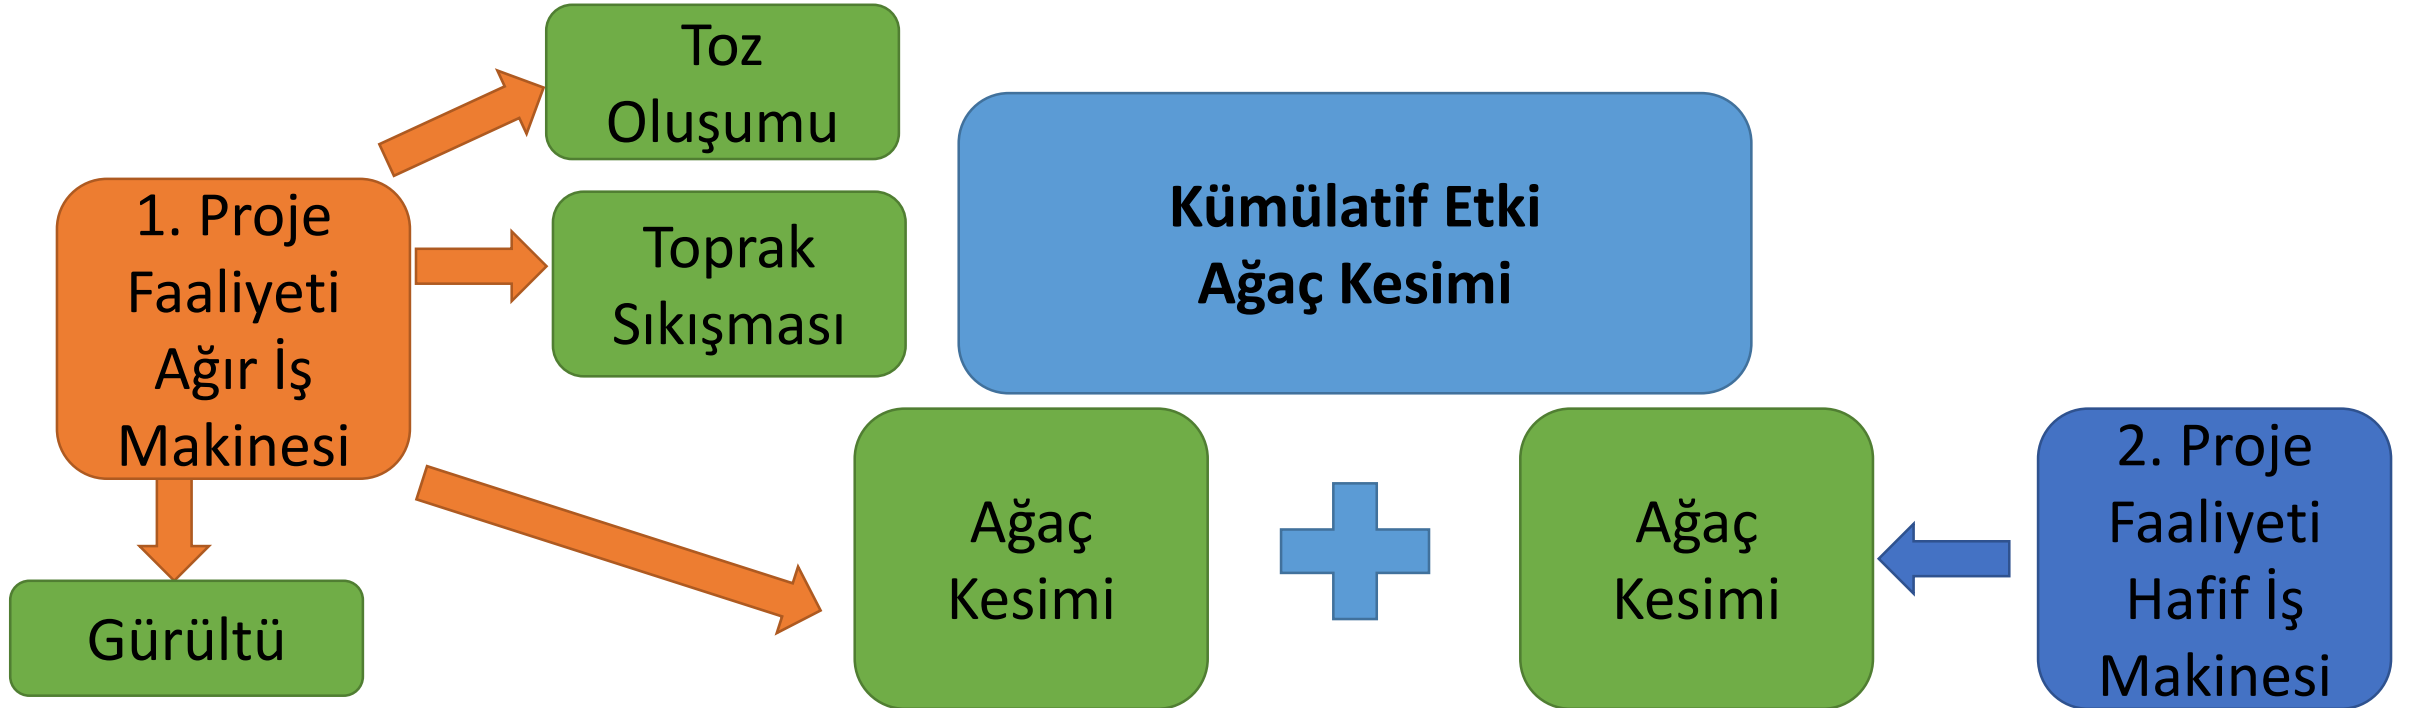 Toz
Oluşumu
1. Proje
Faaliyeti
Ağır İş
Makinesi
Toprak
Sıkışması
Kümülatif Etki
Ağaç Kesimi
Gürültü
Ağaç
Kesimi
Ağaç
Kesimi
2. Proje
Faaliyeti
Hafif İş
Makinesi